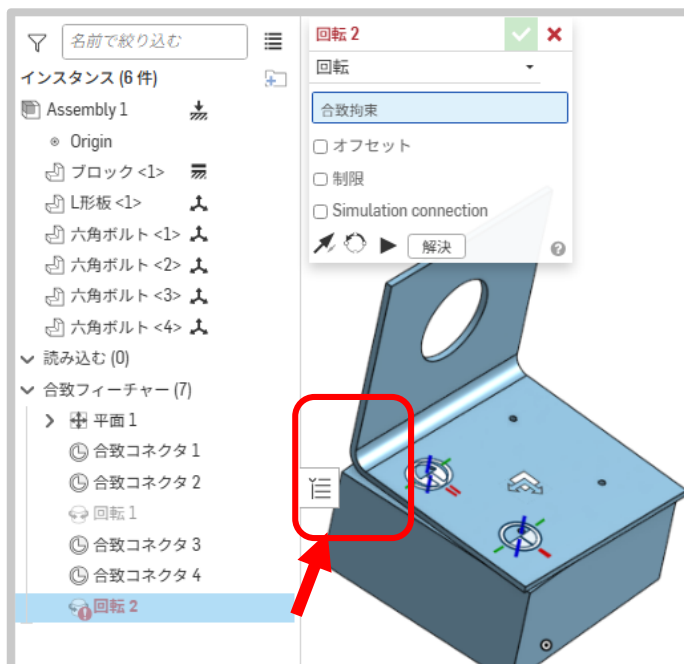 名前で絞り込む
インスタンス (6 件)
Assembly 1
Origin
ブロック <1>
L形板 <1>
六角ボルト <1>
六角ボルト <2>
六角ボルト <3>
六角ボルト <4>
読み込む (0)
合致フィーチャー (7)
平面 1
合致コネクタ 1
合致コネクタ 2
回転 1
合致コネクタ 3
合致コネクタ 4
回転 2
回転 2
回転
合致拘束
オフセット
制限
Simulation connection
解決